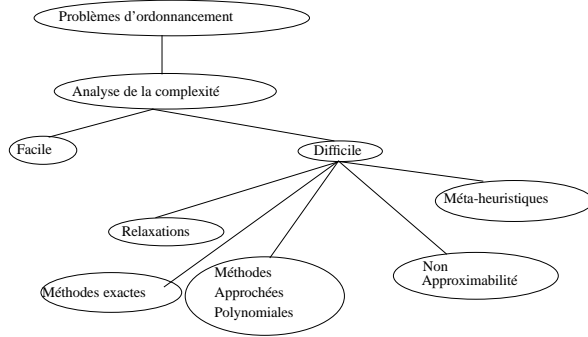 Problèmes d'ordonnancement
Analyse de la complexité
Facile
Difficile
Méta-heuristiques
Relaxations
Méthodes exactes
Méthodes
Approchées
Polynomiales
Non
Approximabilité